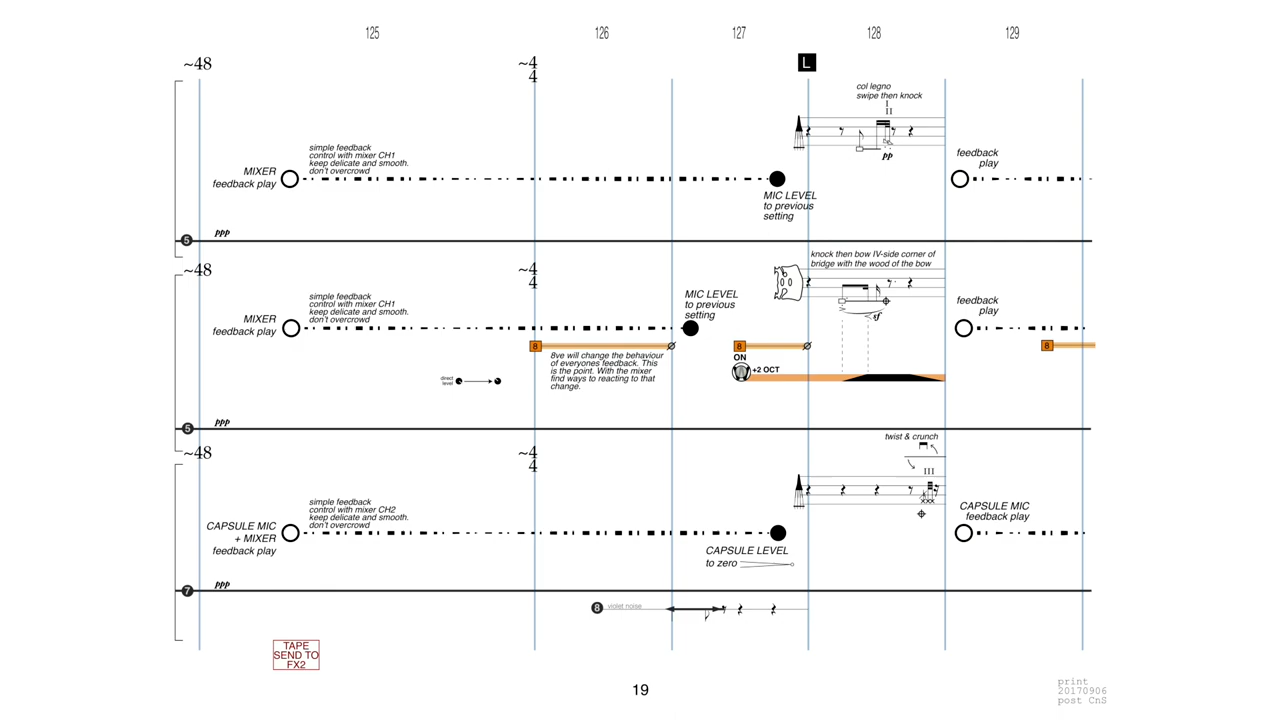 125 126 127 128 129
~48 ~4 L
4
col legno
swipe then knock
I
II
simple feedback
control with mixer CH1
keep delicate and smooth.
don't overcrowd
MIXER
feedback play
pp
feedback
play
MIC LEVEL
to previous
setting
5 ppp
~48 ~4
4
knock then bow IV-side corner of
bridge with the wood of the bow
simple feedback
control with mixer CH1
keep delicate and smooth.
don't overcrowd
MIXER
feedback play
MIC LEVEL
to previous
setting
sf
feedback
play
8 8 8
8ve will change the behaviour
of everyones feedback. This
is the point. With the mixer
find ways to reacting to that
change.
ON
+2 OCT
direct
level
5 ppp
~48 ~4
4
twist & crunch
III
simple feedback
control with mixer CH2
keep delicate and smooth.
don't overcrowd
CAPSULE MIC
+ MIXER
feedback play
CAPSULE MIC
feedback play
CAPSULE LEVEL
to zero
7 ppp
8 violet noise
TAPE
SEND TO
FX2
19
print
20170906
post CnS